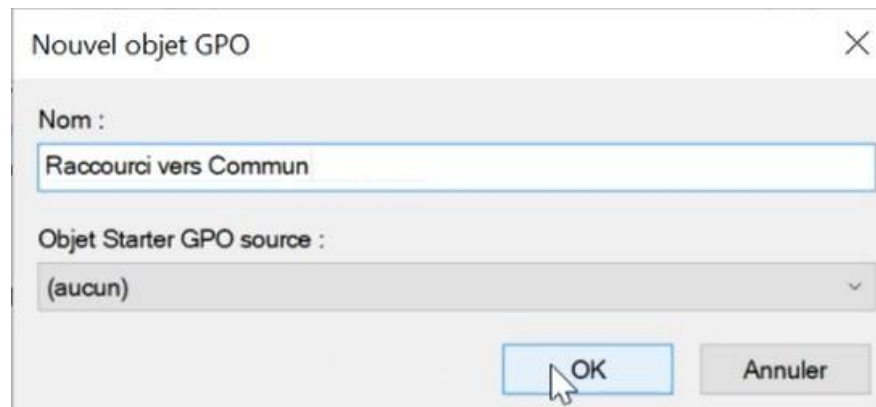 Nouvel objet GPO
Nom :
Raccourci vers Commun
Objet Starter GPO source :
(aucun)
OK
Annuler